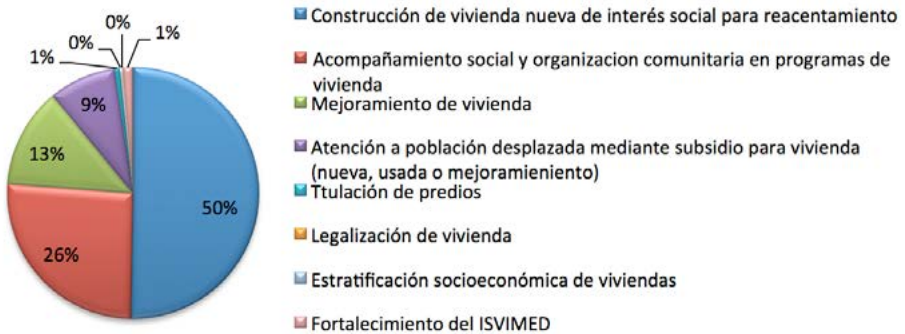 0%
0%
1%
1%
9%
13%
26%
50%
Construcción de vivienda nueva de interés social para reacentamiento
Acompañamiento social y organizacion comunitaria en programas de
vivienda
Mejoramiento de vivienda
Atención a población desplazada mediante subsidio para vivienda
(nueva, usada o mejoramieniento)
Ttulación de predios
Legalización de vivienda
Estratificación socioeconómica de viviendas
Fortalecimiento del ISVIMED